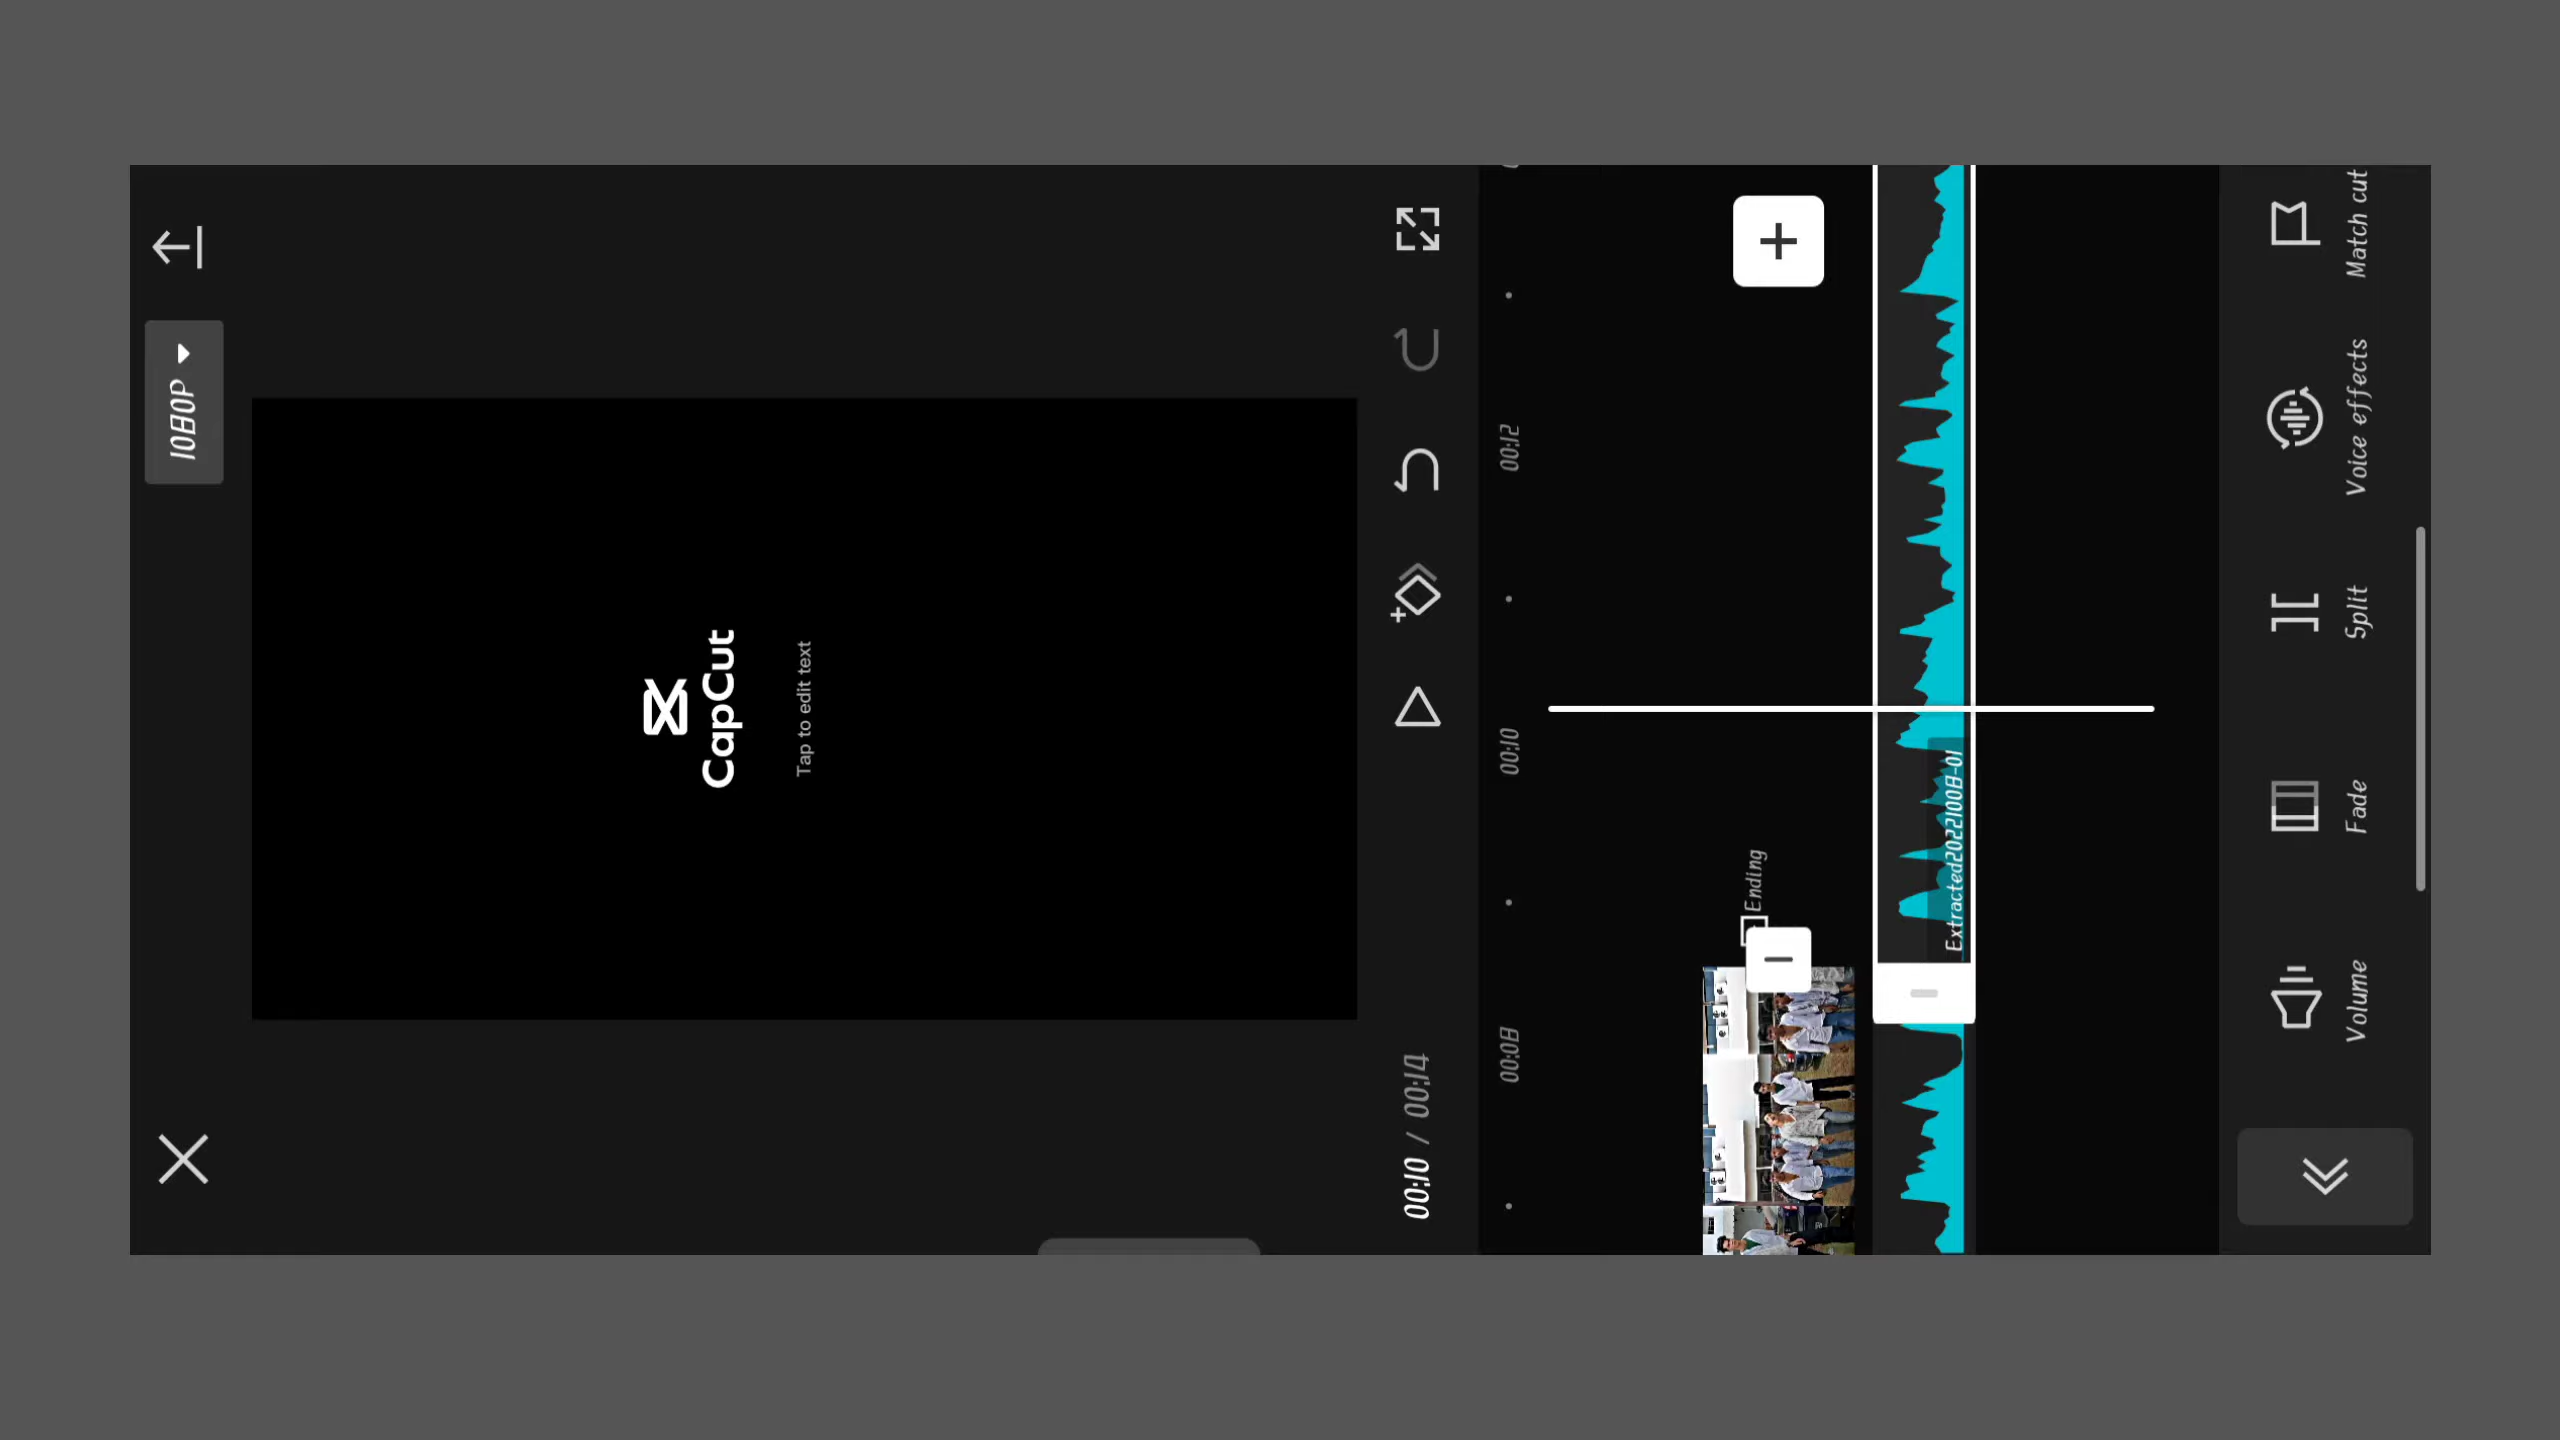 1080P
CapCut
Tap to edit text
00:10 / 00:14
00:08
00:10
00:12
Ending
Extracted20221008-01
Volume
Fade
Split
Voice effects
Match cut